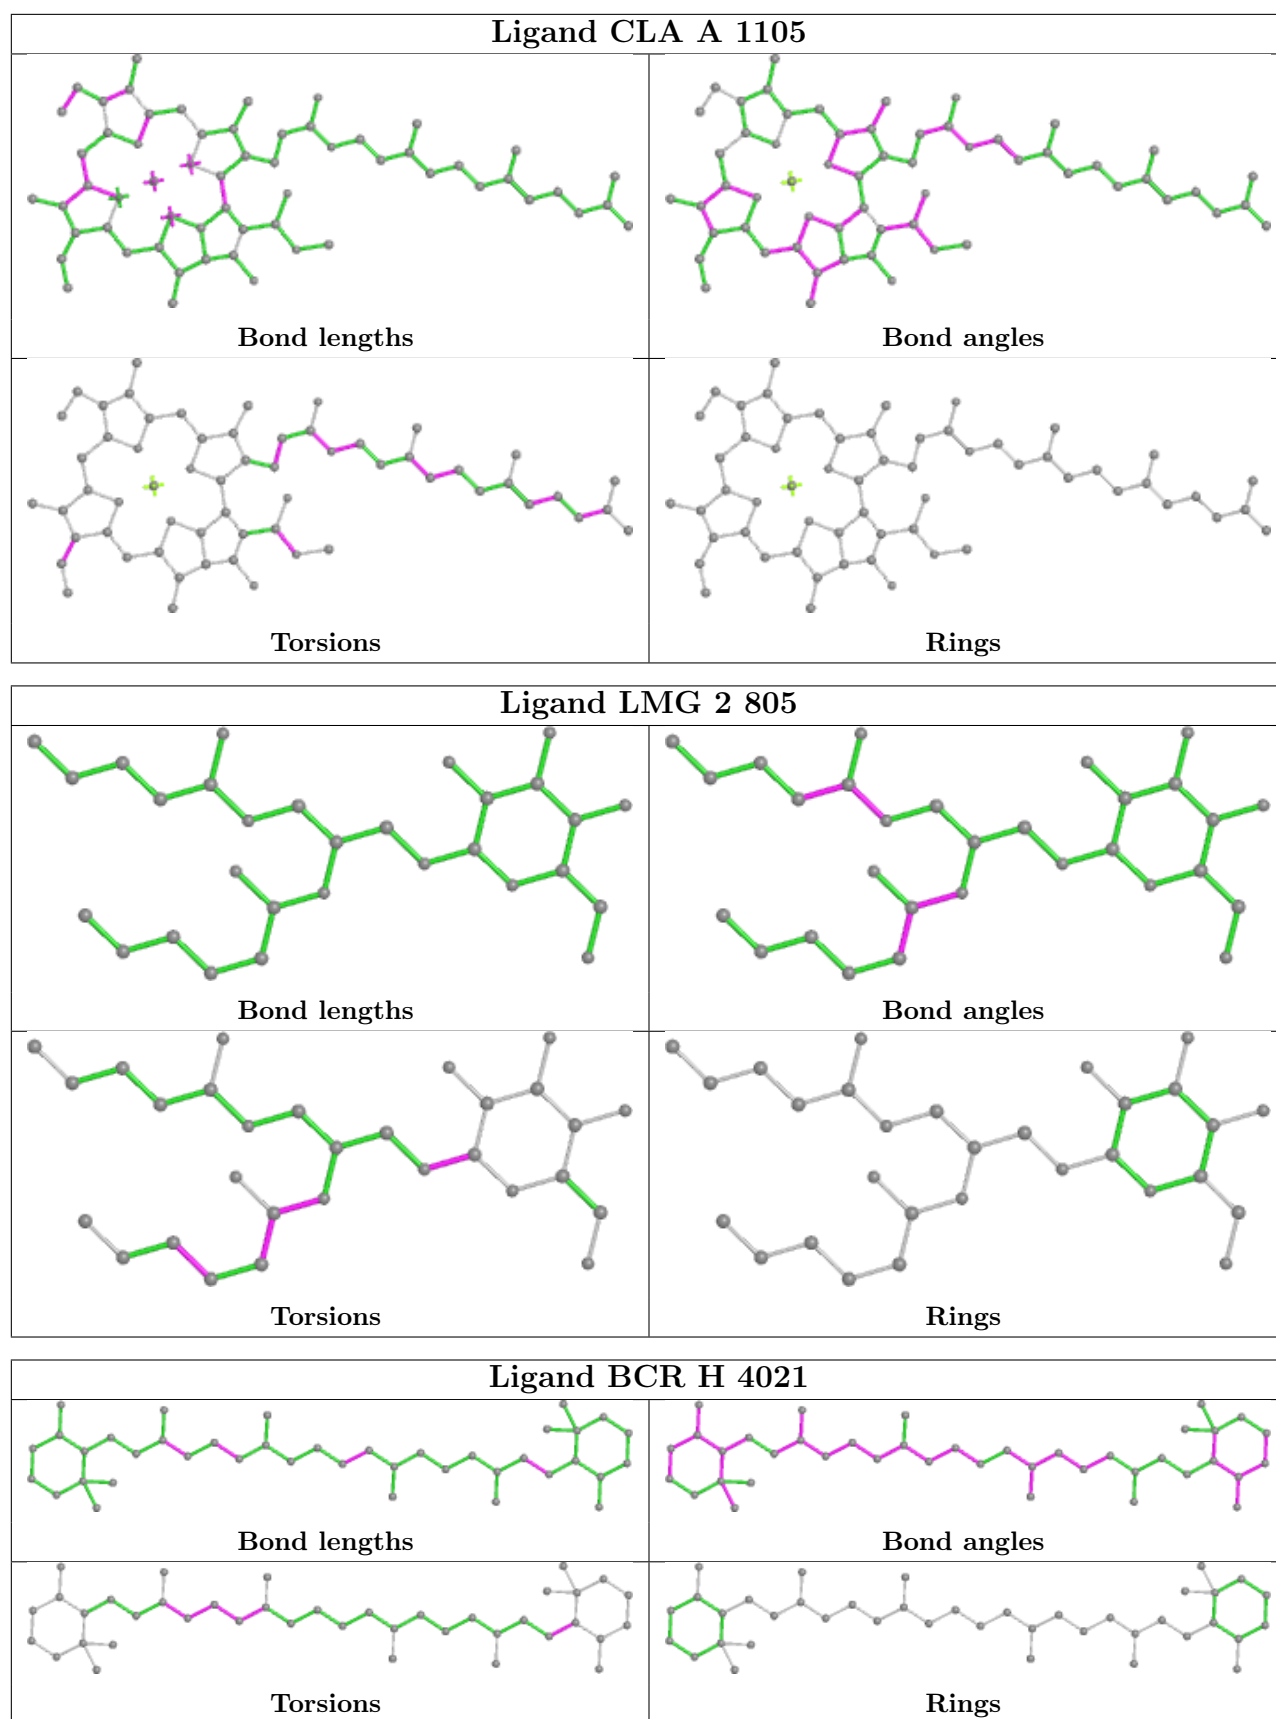 Ligand CLA A 1105
Bond lengths
Bond angles
Torsions
Rings
Ligand LMG 2 805
Bond lengths
Bond angles
Torsions
Rings
Ligand BCR H 4021
Bond lengths
Bond angles
Torsions
Rings